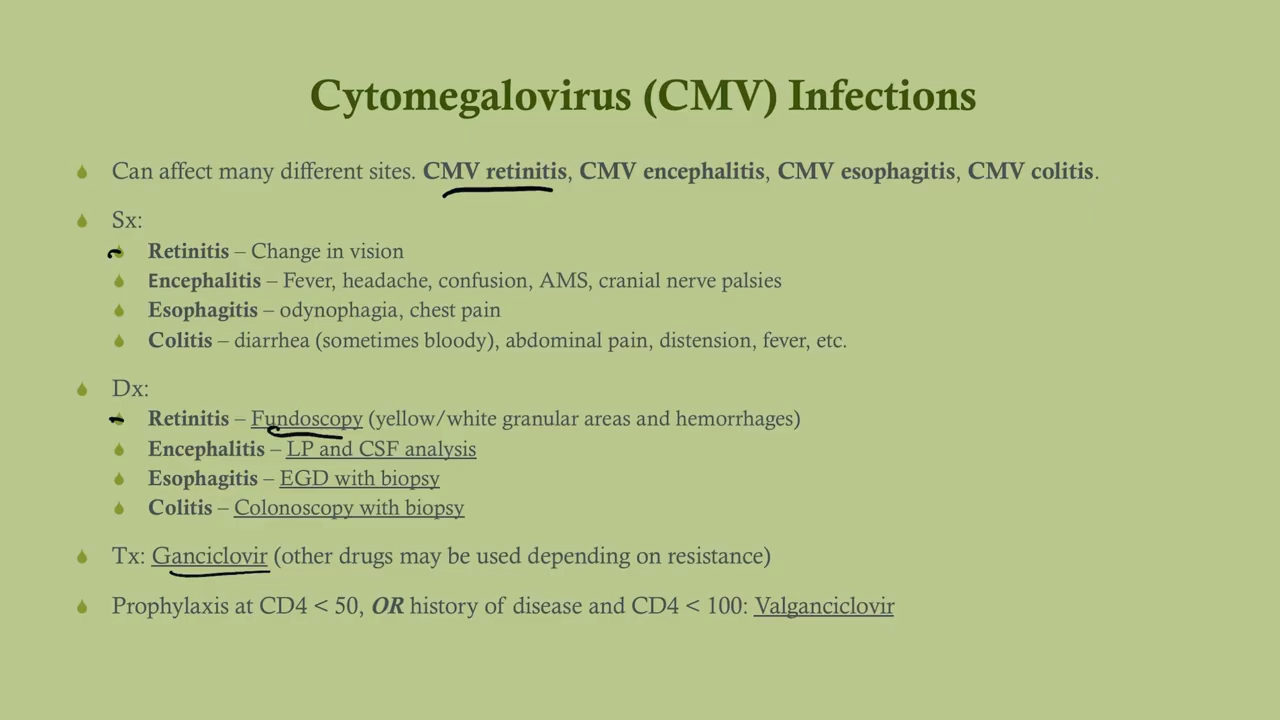 Cytomegalovirus (CMV) Infections
Can affect many different sites. CMV retinitis, CMV encephalitis, CMV esophagitis, CMV colitis.
Sx:
Retinitis – Change in vision
Encephalitis – Fever, headache, confusion, AMS, cranial nerve palsies
Esophagitis – odynophagia, chest pain
Colitis – diarrhea (sometimes bloody), abdominal pain, distension, fever, etc.
Dx:
Retinitis – Fundoscopy (yellow/white granular areas and hemorrhages)
Encephalitis – LP and CSF analysis
Esophagitis – EGD with biopsy
Colitis – Colonoscopy with biopsy
Tx: Ganciclovir (other drugs may be used depending on resistance)
Prophylaxis at CD4 < 50, OR history of disease and CD4 < 100: Valganciclovir